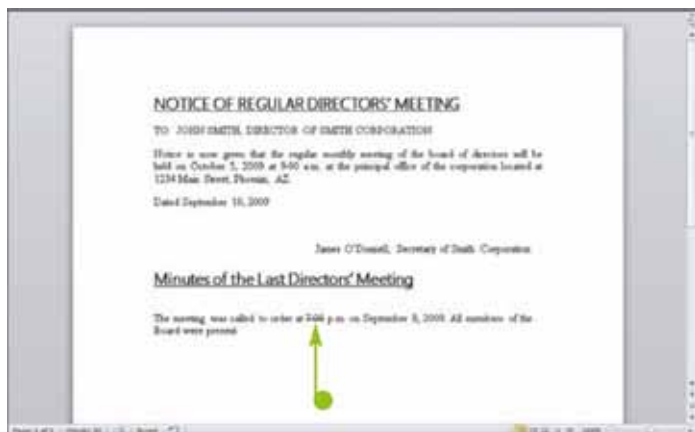 NOTICE OF REGULAR DIRECTORS' MEETING
TO: JOHN SMITH, DIRECTOR OF SMITH CORPORATION
Notice is now given that the regular monthly meeting of the board of directors will be
held on October 5, 2009 at 9:00 a.m. at the principal office of the corporation located at
1234 Main Street, Phoenix, AZ.
Dated September 10, 2009
James O'Donnell, Secretary of Smith Corporation
Minutes of the Last Directors' Meeting
The meeting was called to order at p.m. on September 8, 2009. All members of the
Board were present.